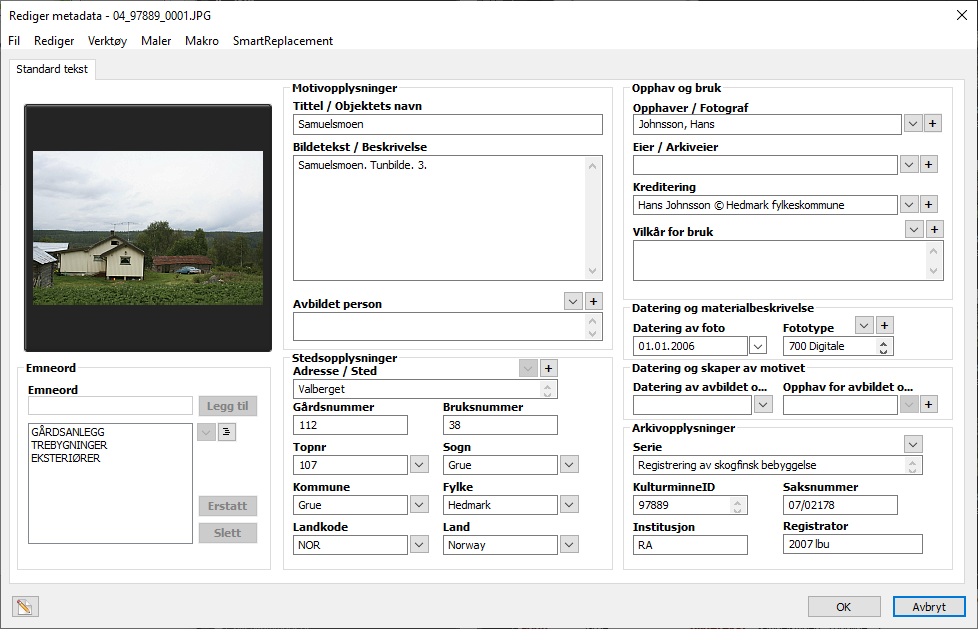 Rediger metadata - 04_97889_0001.JPG
Fil Rediger Verktøy Maler Makro SmartReplacement
Standard tekst
Emneord
Emneord
Legg til
GÅRDSANLEGG
TREBYGNINGER
EKSTERIØRER
Erstatt
Slett
Motivopplysninger
Tittel / Objektets navn
Samuelsmoen
Bildetekst / Beskrivelse
Samuelsmoen. Tunbilde. 3.
Avbildet person
Stedsopplysninger
Adresse / Sted
Valberget
Gårdsnummer Bruksnummer
112 38
Topnr Sogn
107 Grue
Kommune Fylke
Grue Hedmark
Landkode Land
NOR Norway
Opphav og bruk
Opphaver / Fotograf
Johnsson, Hans
Eier / Arkiveier
Kreditering
Hans Johnsson © Hedmark fylkeskommune
Vilkår for bruk
Datering og materialbeskrivelse
Datering av foto Fototype
01.01.2006 700 Digitale
Datering og skaper av motivet
Datering av avbildet o... Opphav for avbildet o...
Arkivopplysninger
Serie
Registrering av skogfinsk bebyggelse
KulturminneID Saksnummer
97889 07/02178
Institusjon Registrator
RA 2007 lbu
OK Avbryt